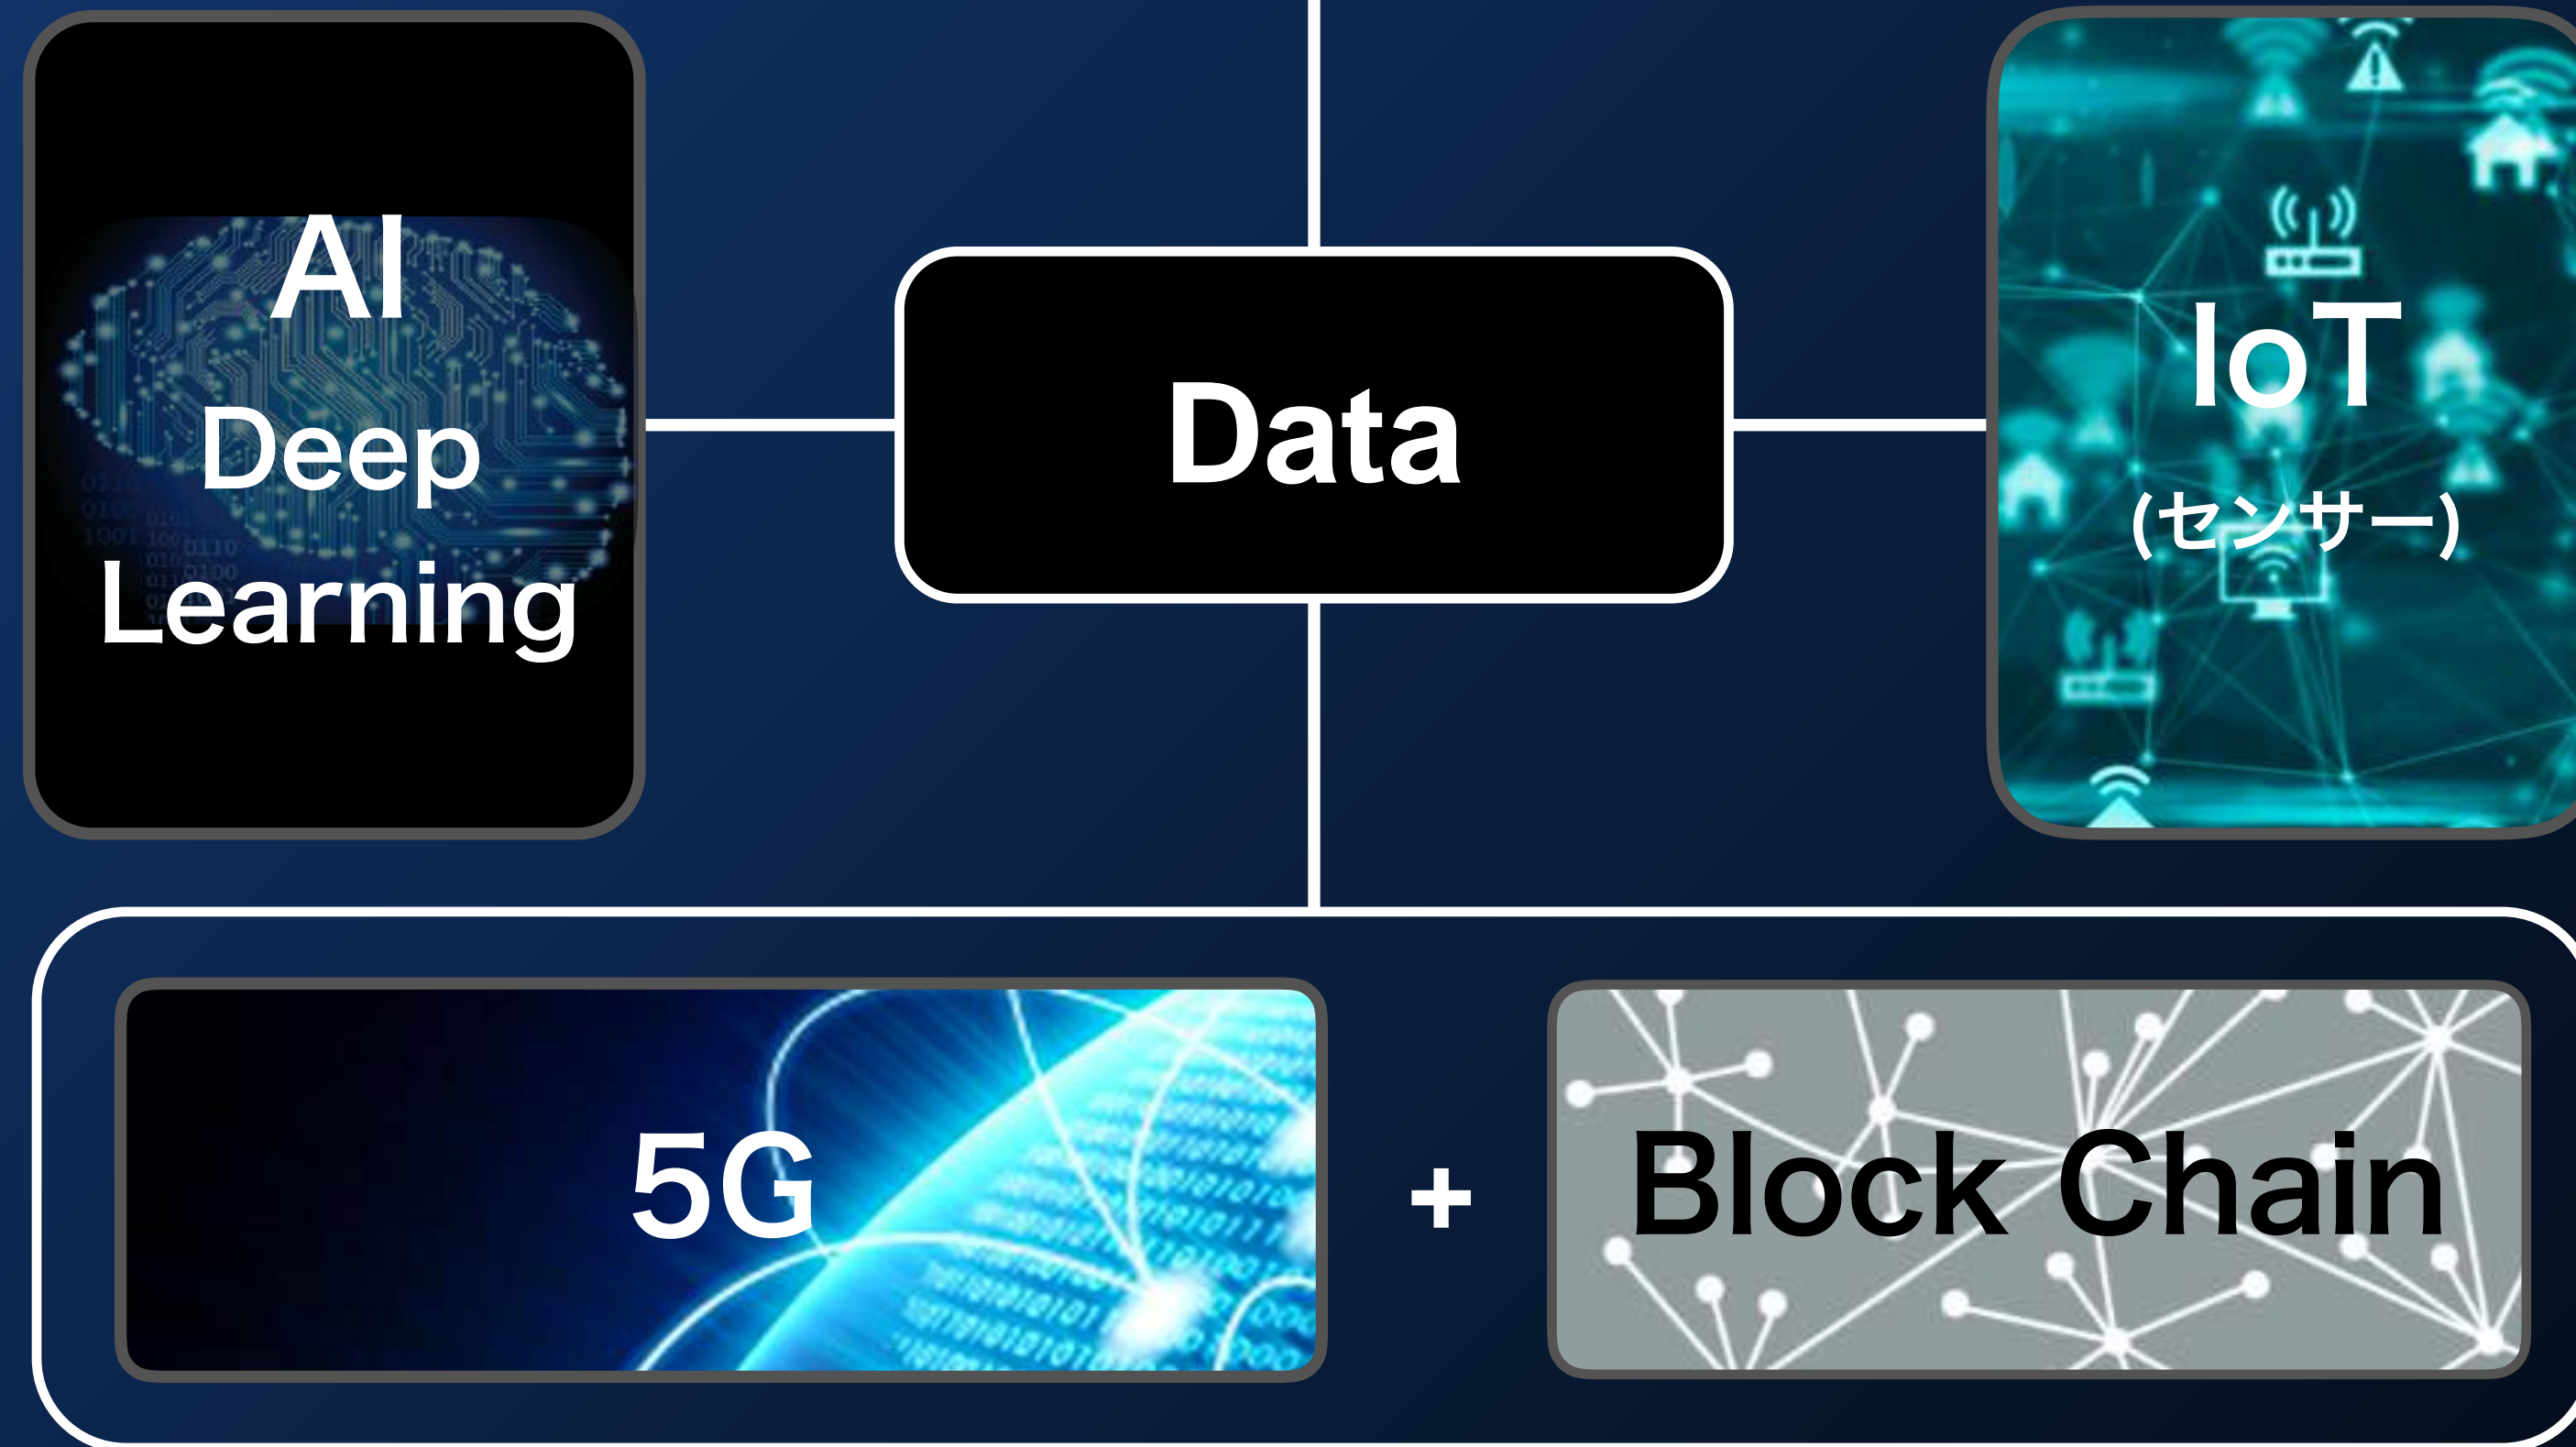 AI
Deep
Learning
Data
IoT
(センサー)
5G
+
Block Chain